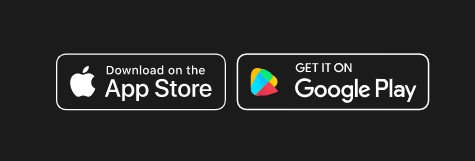 Download on the
App Store
GET IT ON
Google Play